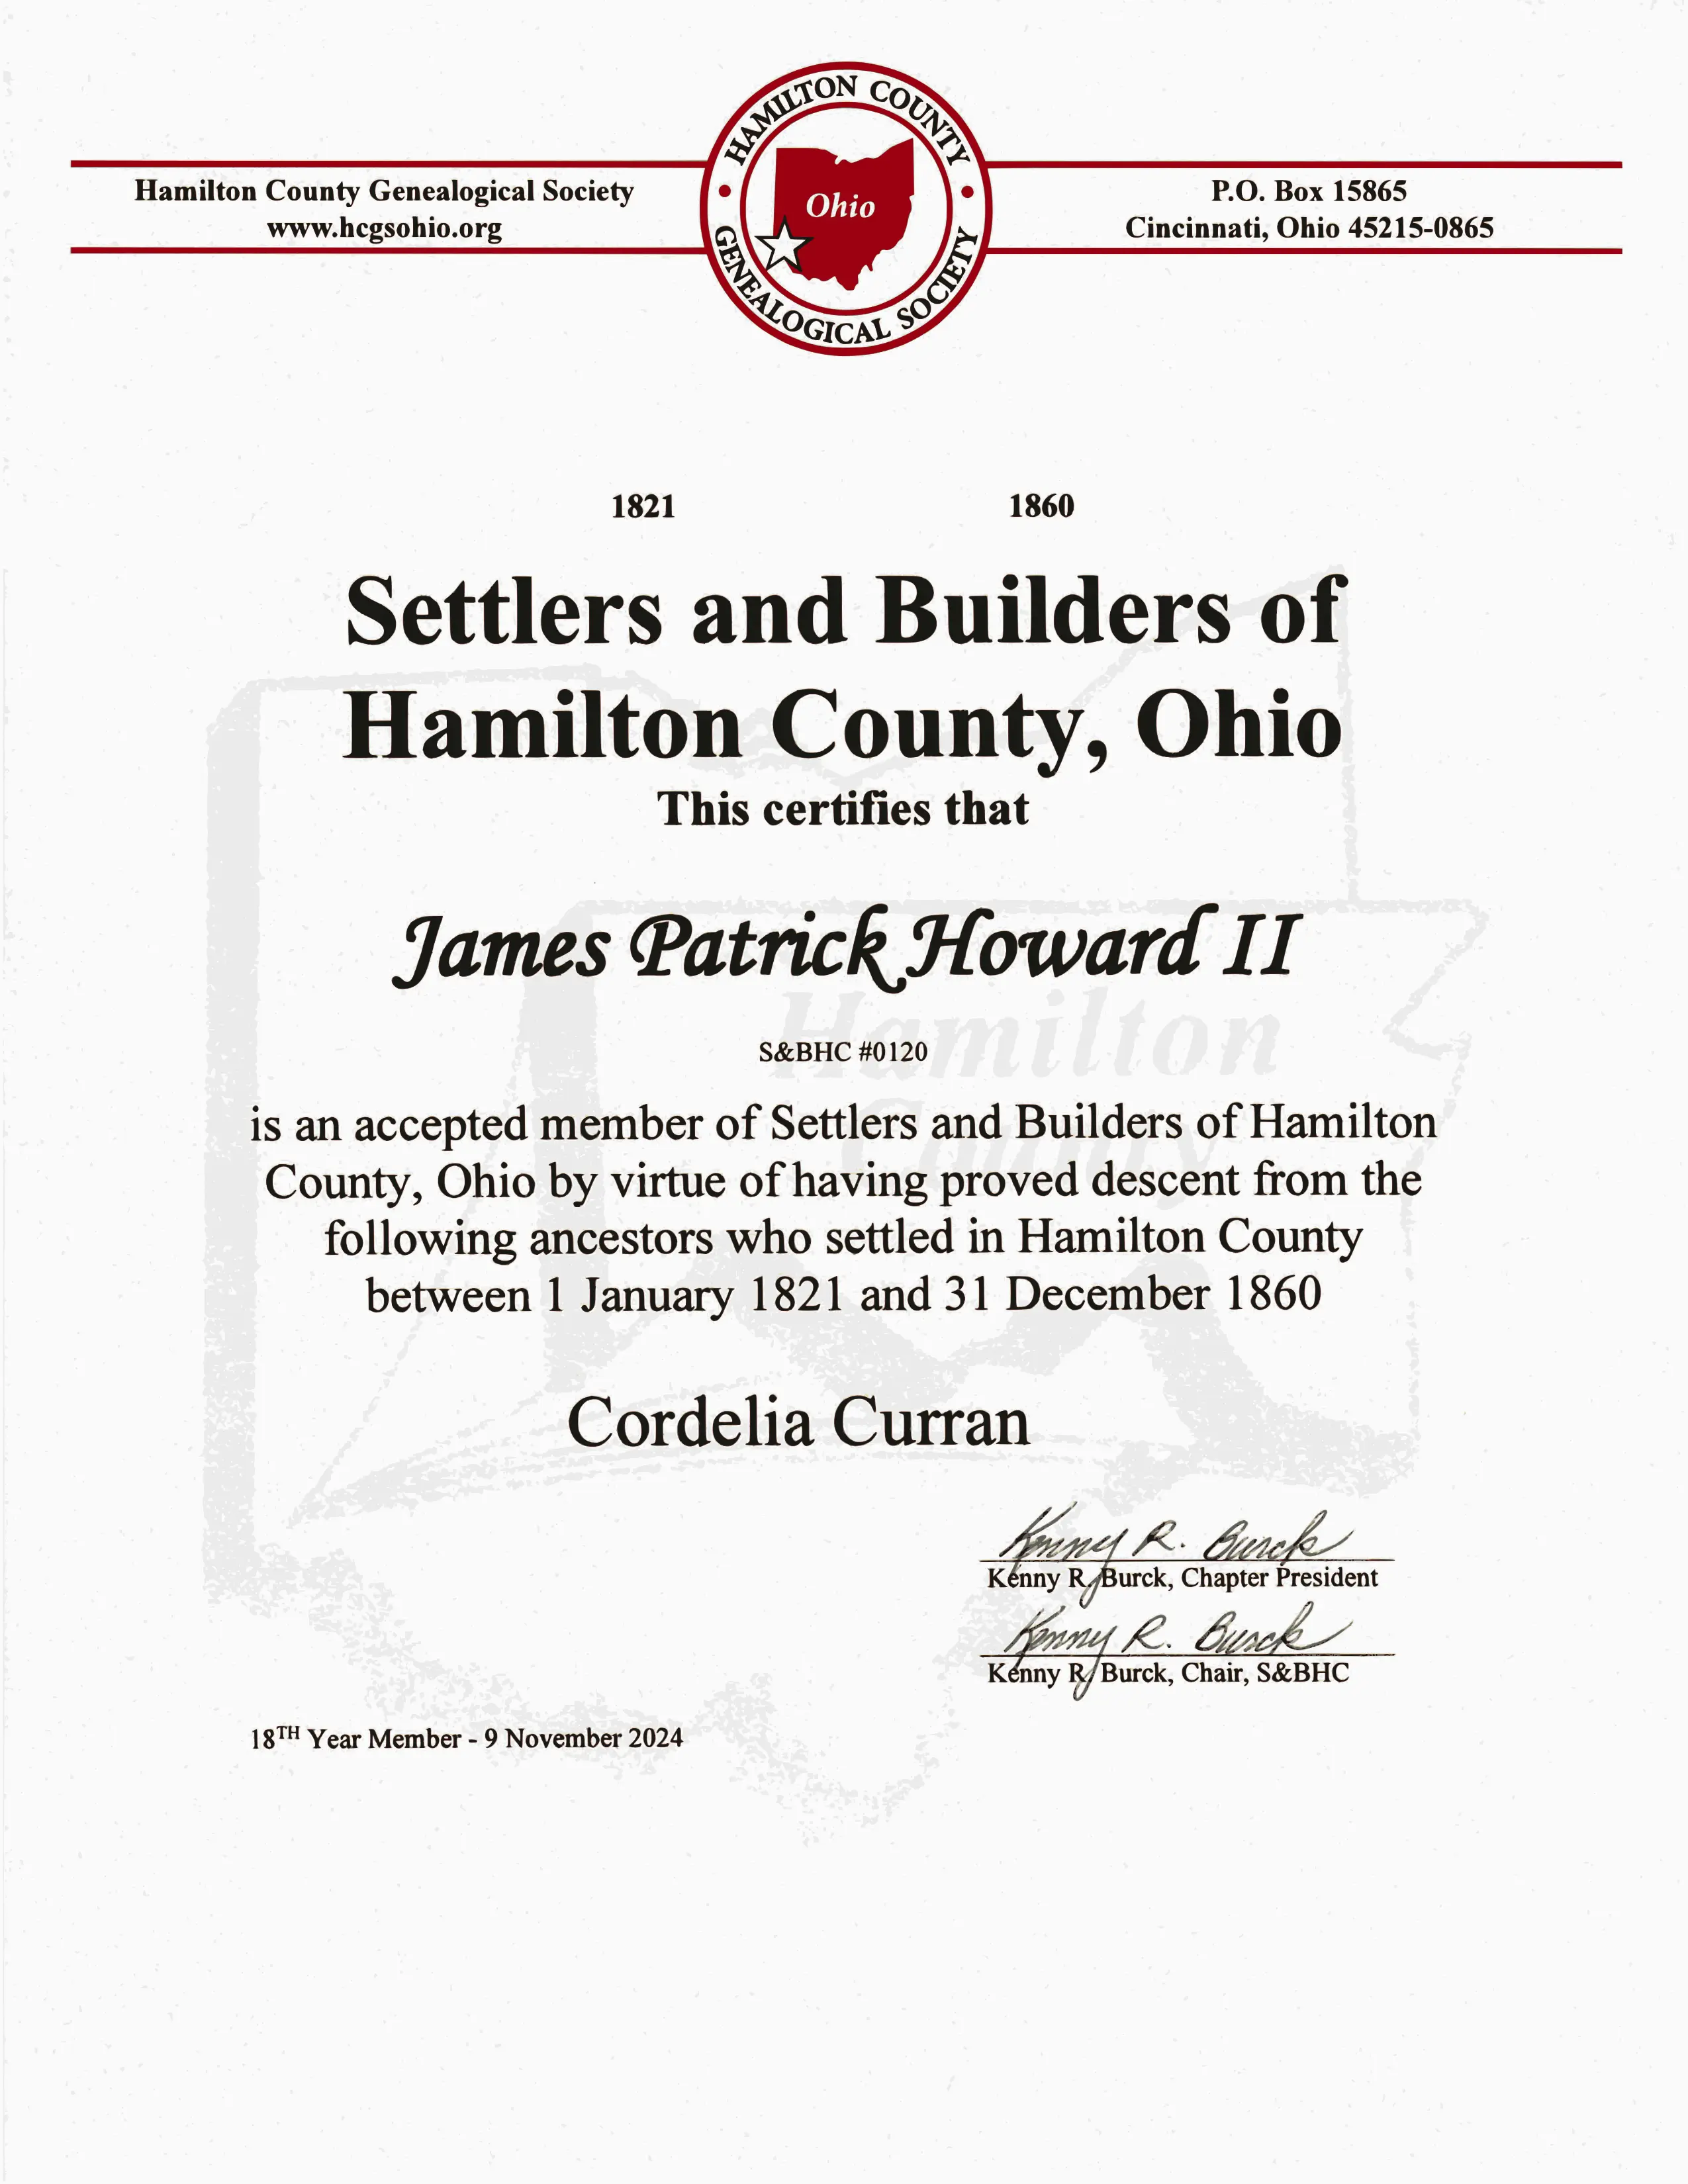 HAMILTON COUNTY
GENEALOGICAL SOCIETY
Ohio
Hamilton County Genealogical Society
www.hcgsohio.org
P.O. Box 15865
Cincinnati, Ohio 45215-0865
1821 1860
Settlers and Builders of
Hamilton County, Ohio
This certifies that
James Patrick Howard II
Hamilton
County
S&BHC #0120
is an accepted member of Settlers and Builders of Hamilton
County, Ohio by virtue of having proved descent from the
following ancestors who settled in Hamilton County
between 1 January 1821 and 31 December 1860
Cordelia Curran
Kenny R. Burck
Kenny R. Burck, Chapter President
Kenny R. Burck
Kenny R. Burck, Chair, S&BHC
18TH Year Member - 9 November 2024